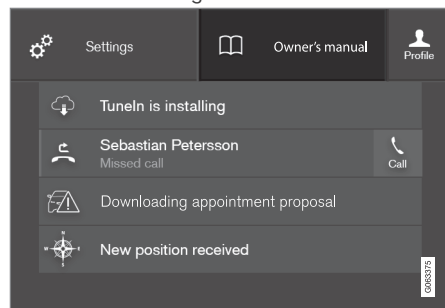 Settings
Owner's manual
Profile
TuneIn is installing
Sebastian Petersson
Missed call
Call
Downloading appointment proposal
New position received
G063375